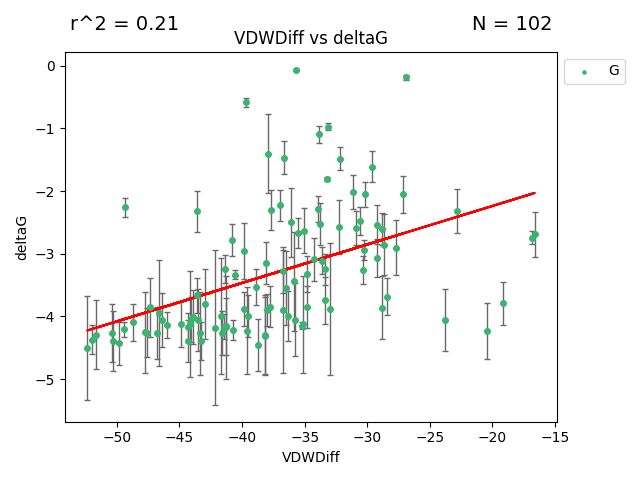 r^2 = 0.21
N = 102
VDWDiff vs deltaG
G
0
−1
−2
−3
−4
−5
deltaG
−50 −45 −40 −35 −30 −25 −20 −15
VDWDiff